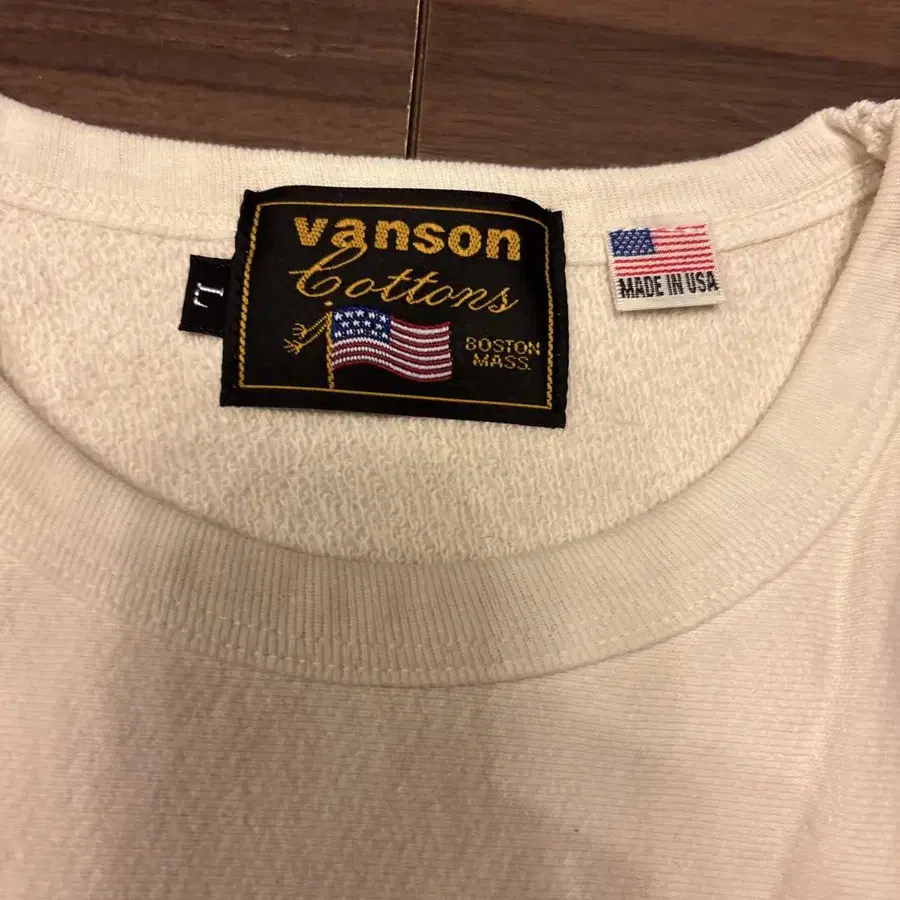 vanson
Cottons
BOSTON
MASS.
L
MADE IN USA